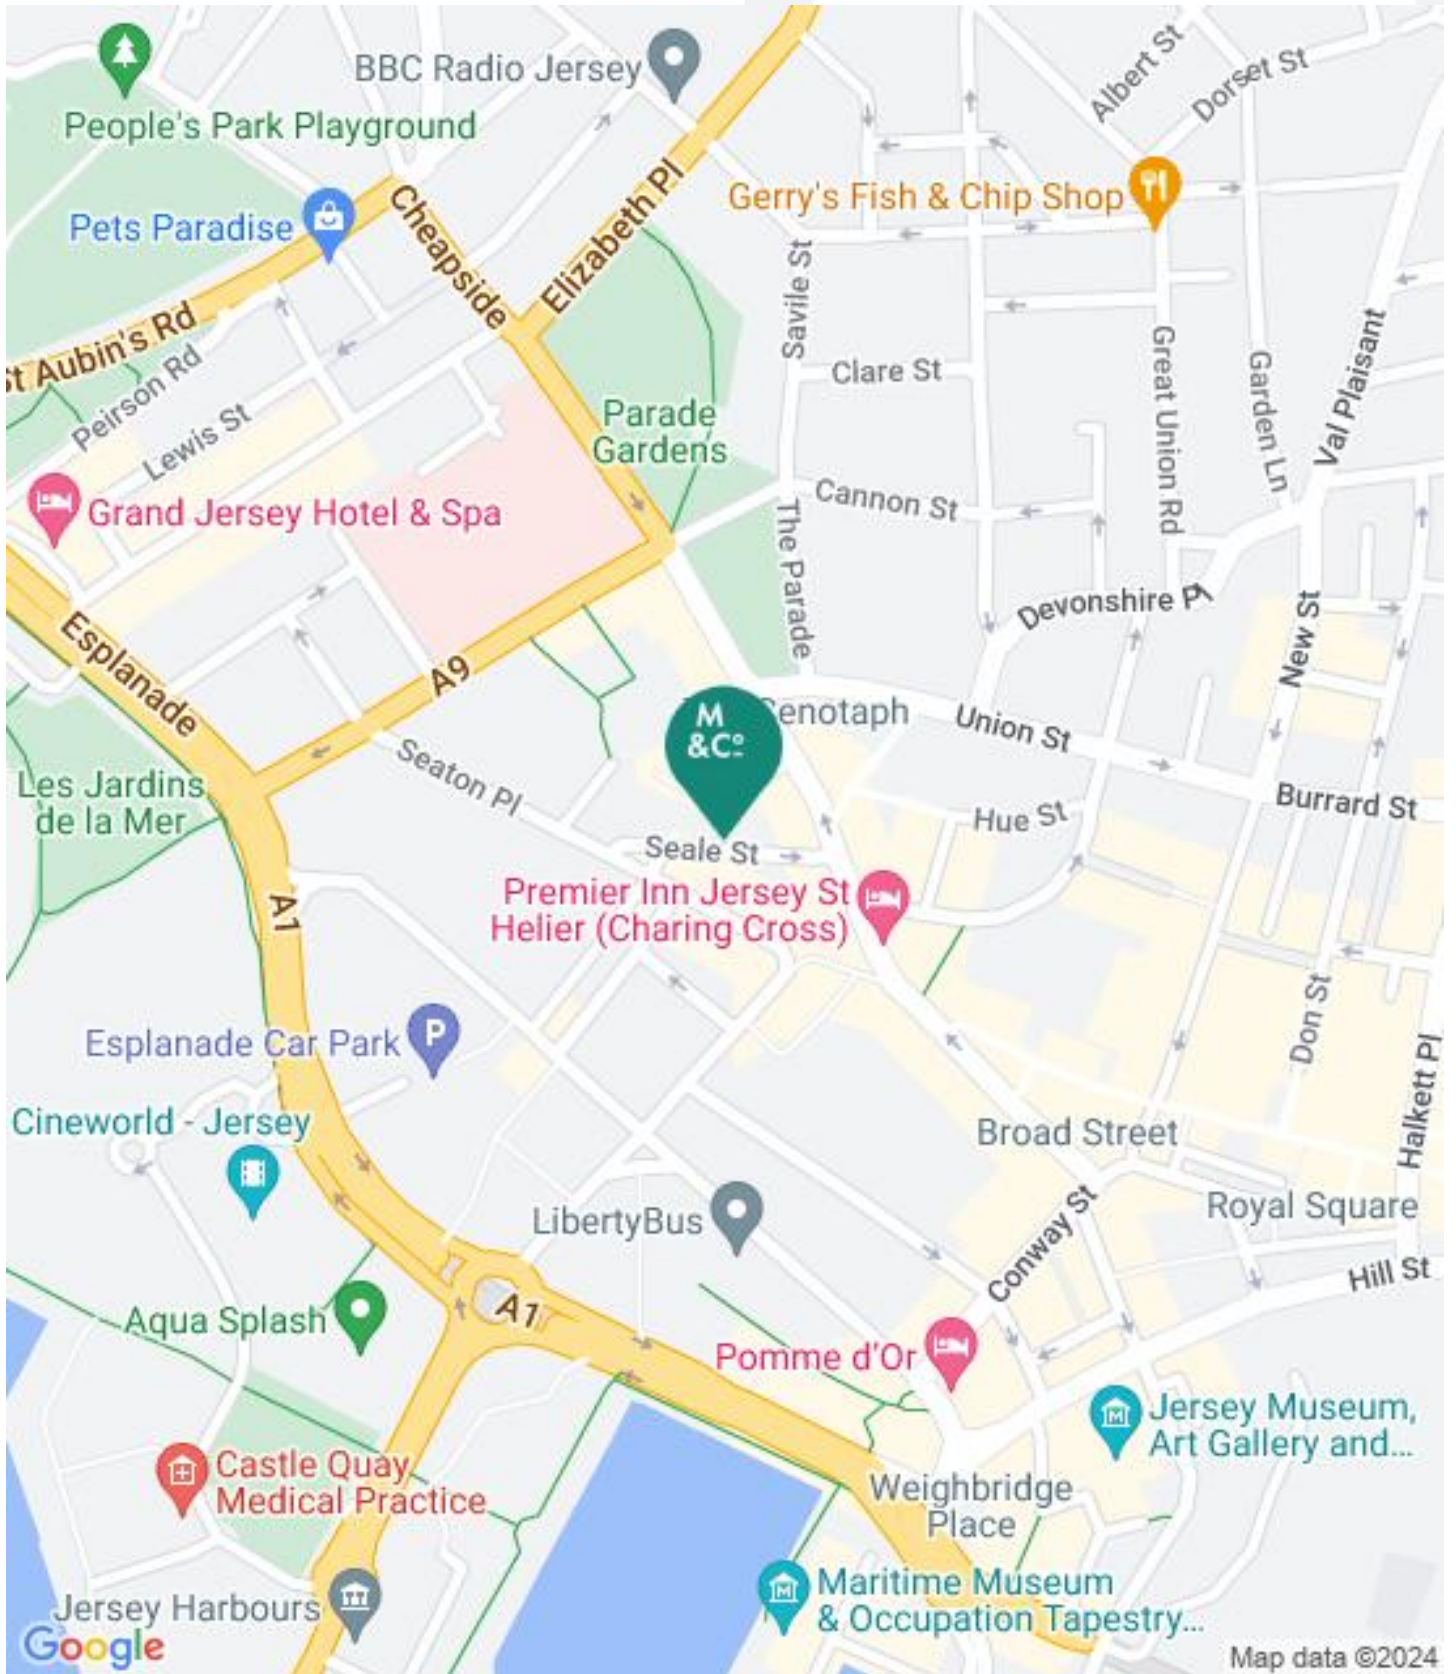 BBC Radio Jersey
Albert St
Dorset St
People's Park Playground
Gerry's Fish & Chip Shop
Pets Paradise
Cheapside
Elizabeth Pl
Savile St
St Aubin's Rd
Peirson Rd
Lewis St
Clare St
Great Union Rd
Garden Ln
Val Plaisant
Parade
Gardens
Grand Jersey Hotel & Spa
Cannon St
The Parade
Devonshire Pl
New St
Esplanade
A9
M
&Co
Cenotaph
Union St
Seaton Pl
Les Jardins
de la Mer
Burrard St
Hue St
Seale St
A1
Premier Inn Jersey St
Helier (Charing Cross)
Don St
Halkett Pl
Esplanade Car Park
P
Cineworld - Jersey
Broad Street
Royal Square
LibertyBus
Conway St
Hill St
Aqua Splash
A1
Pomme d'Or
Jersey Museum,
Art Gallery and...
Castle Quay
Medical Practice
Weighbridge
Place
Maritime Museum
& Occupation Tapestry...
Jersey Harbours
Google
Map data ©2024